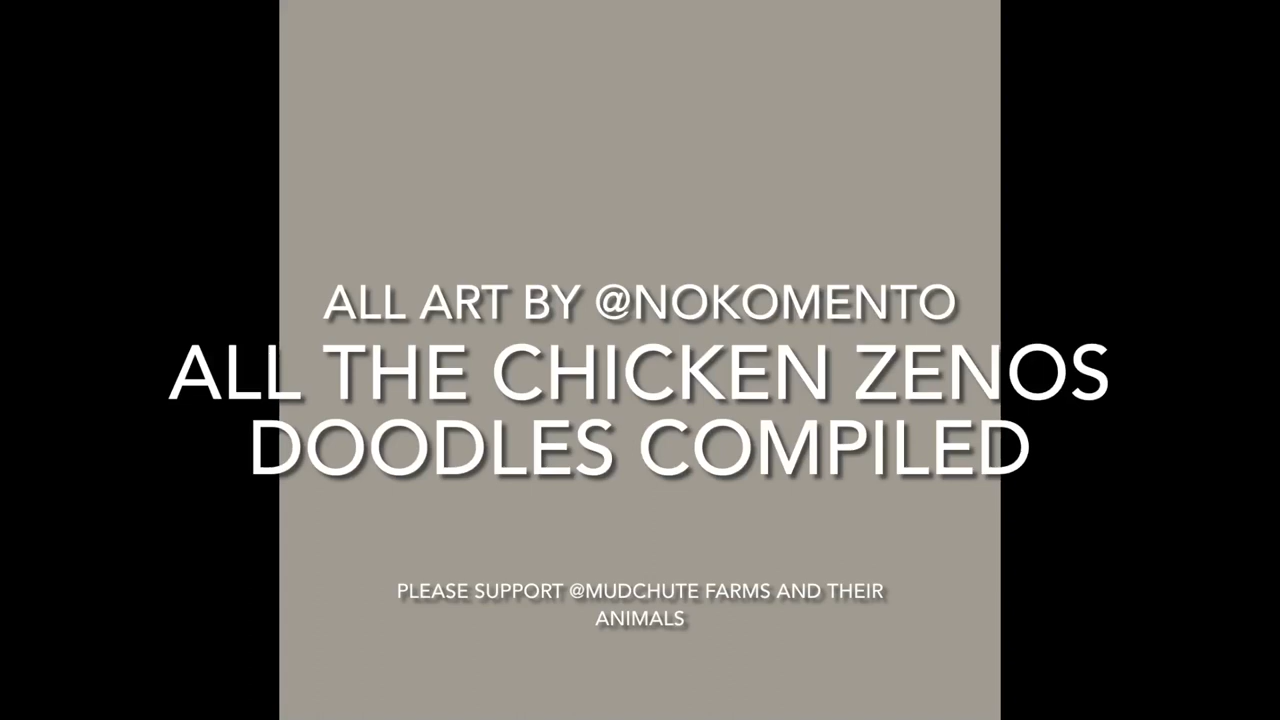 ALL ART BY @NOKOMENTO
ALL THE CHICKEN ZENOS
DOODLES COMPILED
PLEASE SUPPORT @MUDCHUTE FARMS AND THEIR
ANIMALS